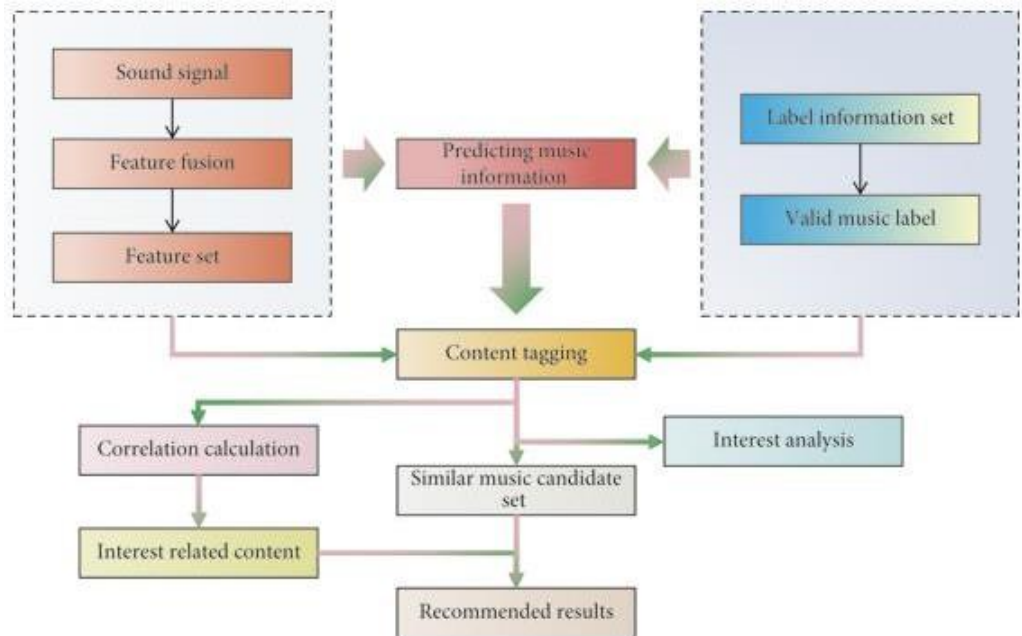 Sound signal
Feature fusion
Feature set
Predicting music
information
Label information set
Valid music label
Content tagging
Correlation calculation
Interest analysis
Similar music candidate
set
Interest related content
Recommended results